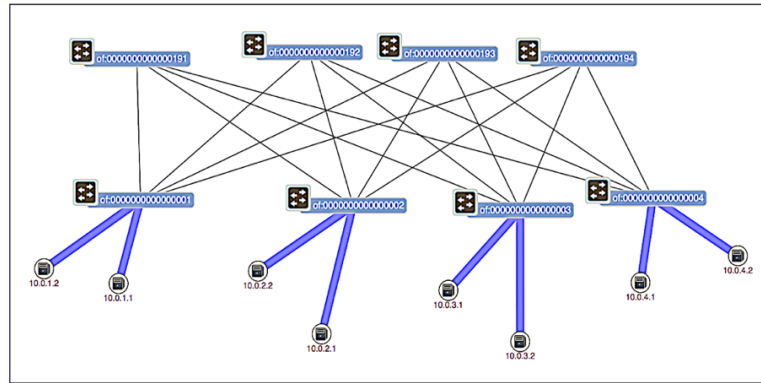 of:0000000000000191
of:0000000000000192
of:0000000000000193
of:0000000000000194
of:0000000000000001
of:0000000000000002
of:0000000000000003
of:0000000000000004
10.0.1.2
10.0.1.1
10.0.2.2
10.0.2.1
10.0.3.1
10.0.3.2
10.0.4.1
10.0.4.2